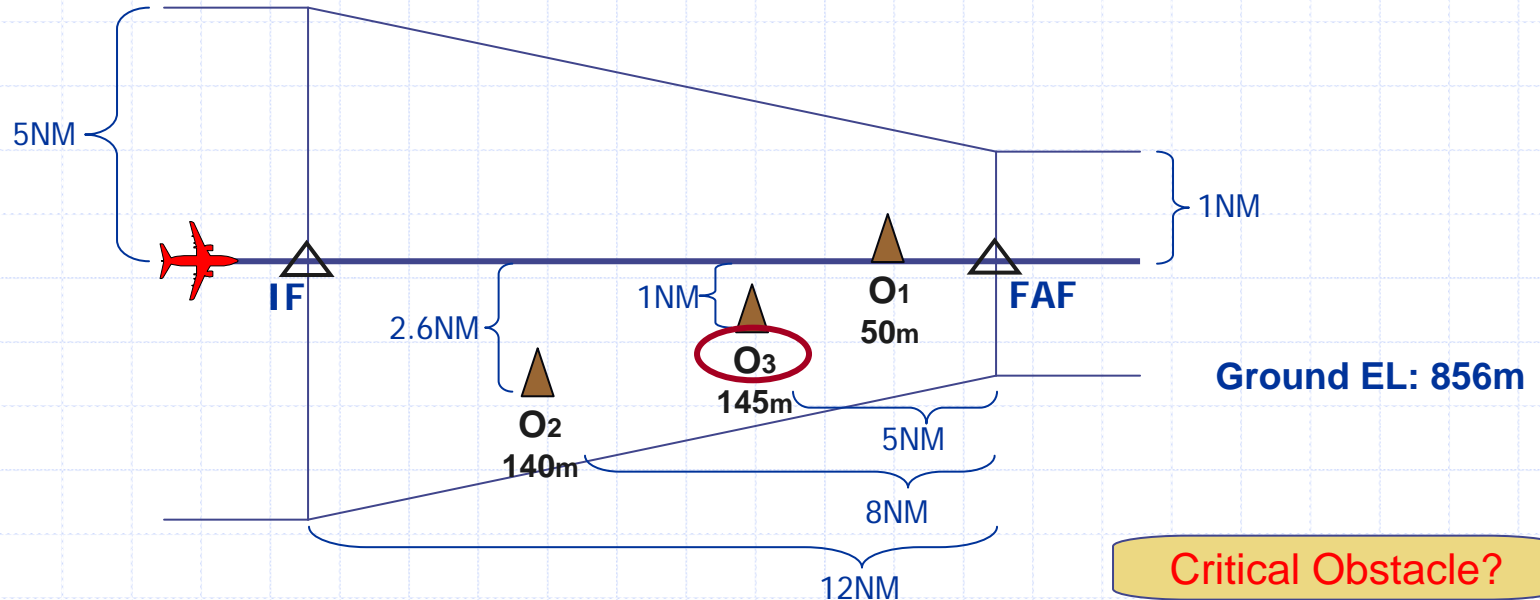 5NM
1NM
IF
FAF
1NM
2.6NM
O1
50m
O3
145m
Ground EL: 856m
O2
140m
5NM
8NM
12NM
Critical Obstacle?